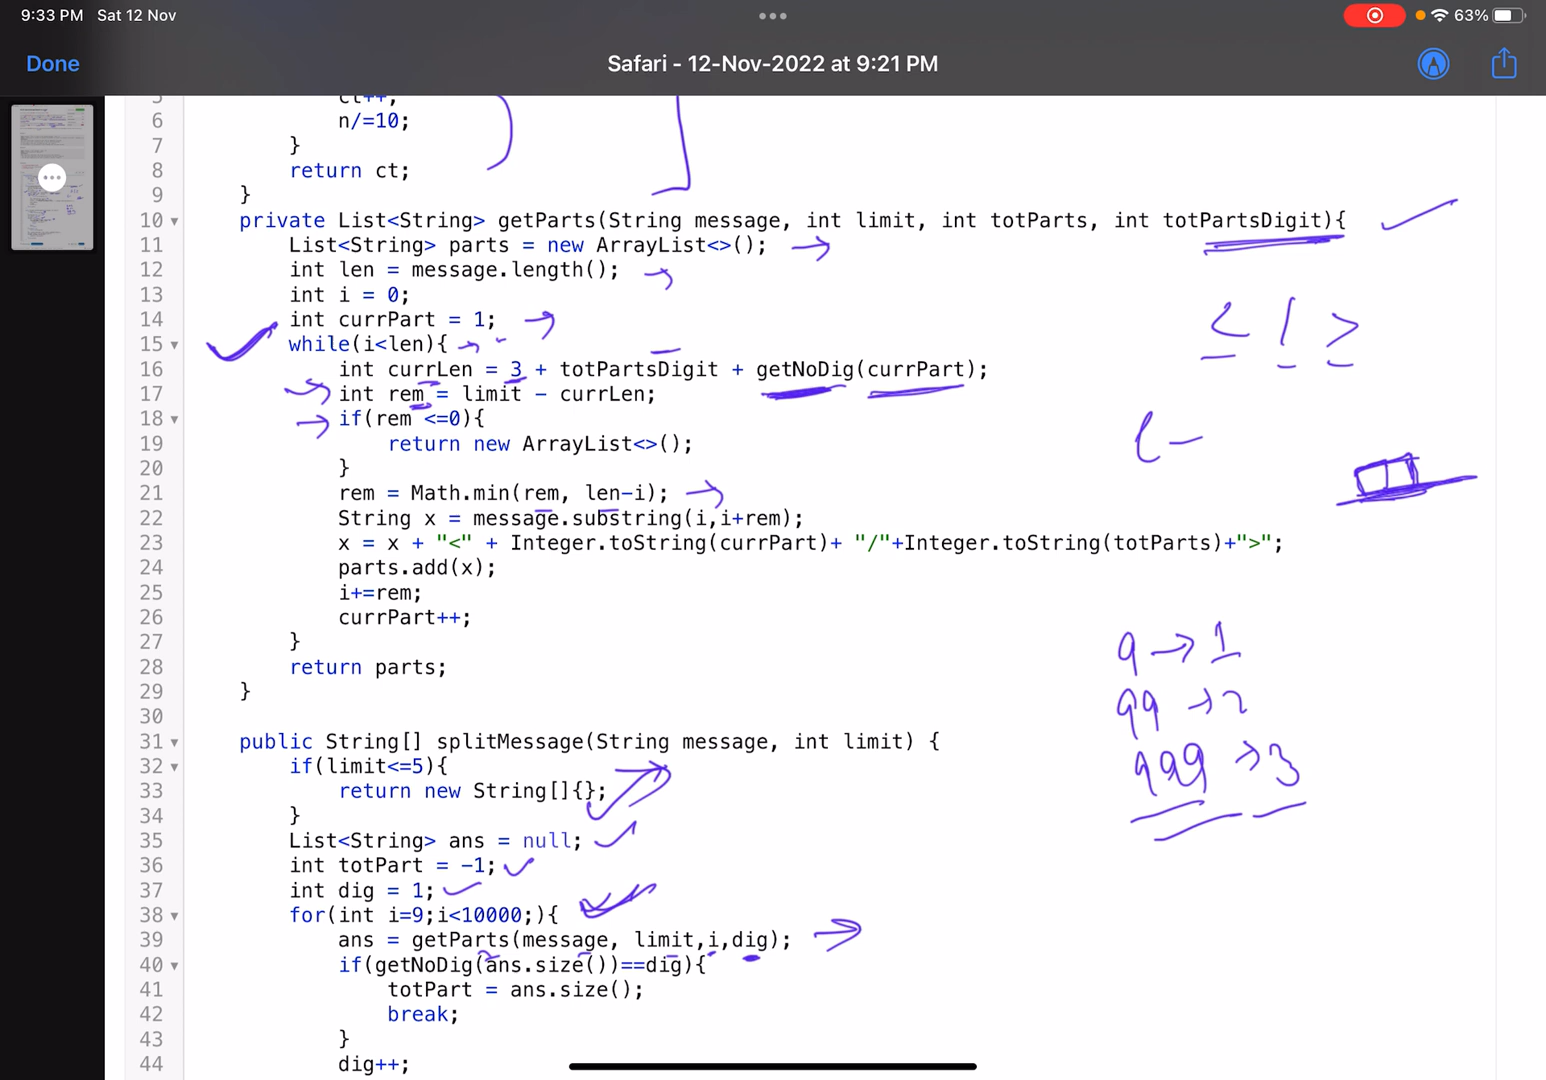 9:33 PM Sat 12 Nov
63%
Done
Safari - 12-Nov-2022 at 9:21 PM
5 ct++;
6 n/=10;
7 }
8 return ct;
9 }
10 private List<String> getParts(String message, int limit, int totParts, int totPartsDigit){
11 List<String> parts = new ArrayList<>();
12 int len = message.length();
13 int i = 0;
14 int currPart = 1;
15 while(i<len){
16 int currLen = 3 + totPartsDigit + getNoDig(currPart);
17 int rem = limit - currLen;
18 if(rem <=0){
19 return new ArrayList<>();
20 }
21 rem = Math.min(rem, len-i);
22 String x = message.substring(i,i+rem);
23 x = x + "<" + Integer.toString(currPart)+ "/"+Integer.toString(totParts)+">";
24 parts.add(x);
25 i+=rem;
26 currPart++;
27 }
28 return parts;
29 }
30
31 public String[] splitMessage(String message, int limit) {
32 if(limit<=5){
33 return new String[]{};
34 }
35 List<String> ans = null;
36 int totPart = -1;
37 int dig = 1;
38 for(int i=9;i<10000;){
39 ans = getParts(message, limit,i,dig);
40 if(getNoDig(ans.size())==dig){
41 totPart = ans.size();
42 break;
43 }
44 dig++;
< / >
9 → 1
99 → 2
999 → 3